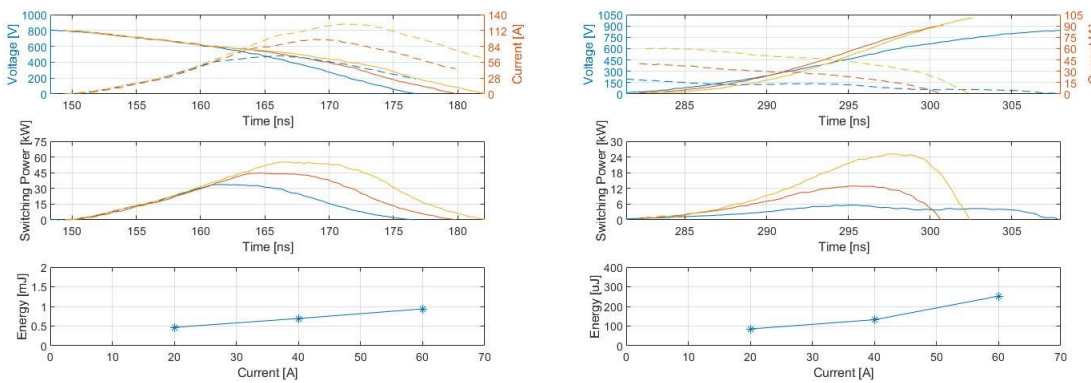 Voltage [V]
800
600
400
200
0
140
112
84
56
28
0
Current [A]
150 155 160 165 170 175 180
Time [ns]
Switching Power [kW]
75
60
45
30
15
0
150 155 160 165 170 175 180
Time [ns]
Energy [mJ]
2
1.5
1
0.5
0
0 10 20 30 40 50 60 70
Current [A]
Voltage [V]
1050
900
750
600
450
300
150
0
105
90
75
60
45
30
15
0
285 290 295 300 305
Time [ns]
Switching Power [kW]
30
24
18
12
6
0
285 290 295 300 305
Time [ns]
Energy [uJ]
400
300
200
100
0
0 10 20 30 40 50 60 70
Current [A]